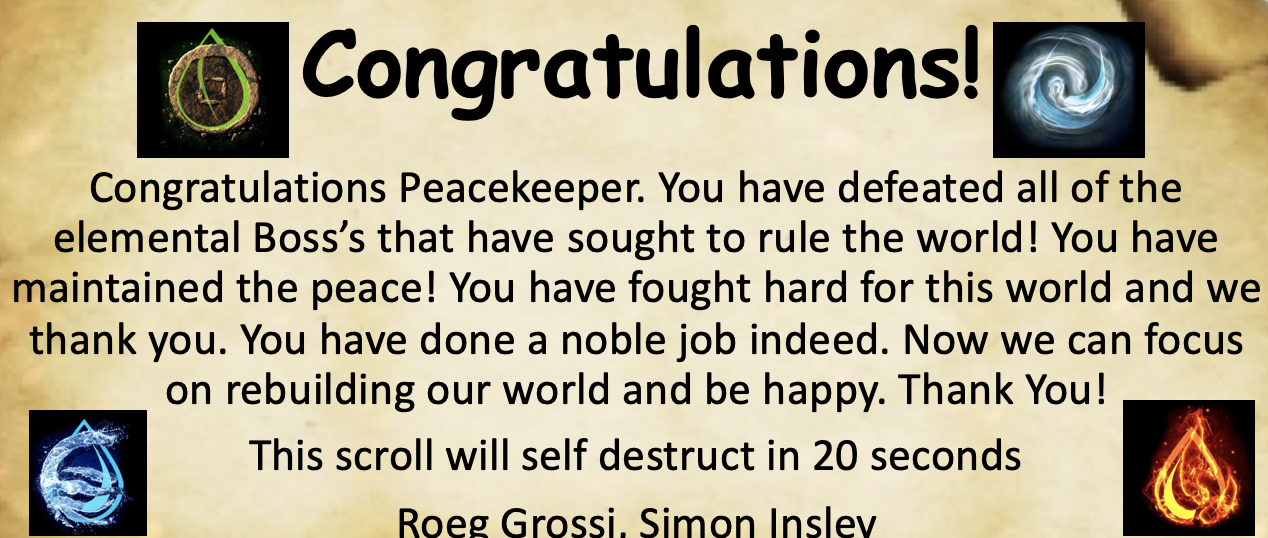 Congratulations!
Congratulations Peacekeeper. You have defeated all of the
elemental Boss’s that have sought to rule the world! You have
maintained the peace! You have fought hard for this world and we
thank you. You have done a noble job indeed. Now we can focus
on rebuilding our world and be happy. Thank You!
This scroll will self destruct in 20 seconds
Roeg Grossi, Simon Insley